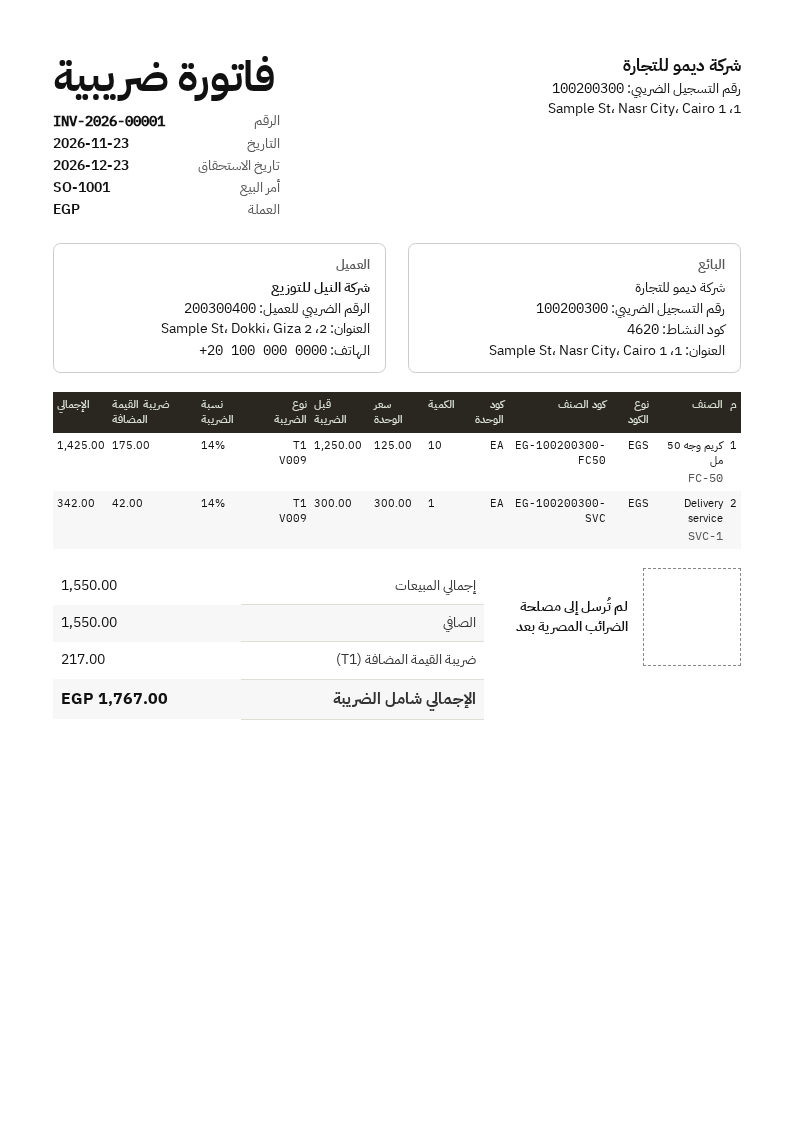 شركة ديمو للتجارة
رقم التسجيل الضريبي: 100200300
1، Sample St، Nasr City، Cairo 1
فاتورة ضريبية
الرقم INV-2026-00001
التاريخ 2026-11-23
تاريخ الاستحقاق 2026-12-23
أمر البيع SO-1001
العملة EGP
البائع
شركة ديمو للتجارة
رقم التسجيل الضريبي: 100200300
كود النشاط: 4620
العنوان: 1، Sample St، Nasr City، Cairo 1
العميل
شركة النيل للتوزيع
الرقم الضريبي للعميل: 200300400
العنوان: 2، Sample St، Dokki، Giza 2
الهاتف: +20 100 000 0000
م الصنف نوع الكود كود الصنف كود الوحدة الكمية سعر الوحدة قبل الضريبة نوع الضريبة نسبة الضريبة ضريبة القيمة المضافة الإجمالي
1 كريم وجه 50 مل FC-50 EGS EG-100200300-FC50 EA 10 125.00 1,250.00 T1 V009 14% 175.00 1,425.00
2 Delivery service SVC-1 EGS EG-100200300-SVC EA 1 300.00 300.00 T1 V009 14% 42.00 342.00
لم تُرسل إلى مصلحة
الضرائب المصرية بعد
إجمالي المبيعات 1,550.00
الصافي 1,550.00
ضريبة القيمة المضافة (T1) 217.00
الإجمالي شامل الضريبة EGP 1,767.00